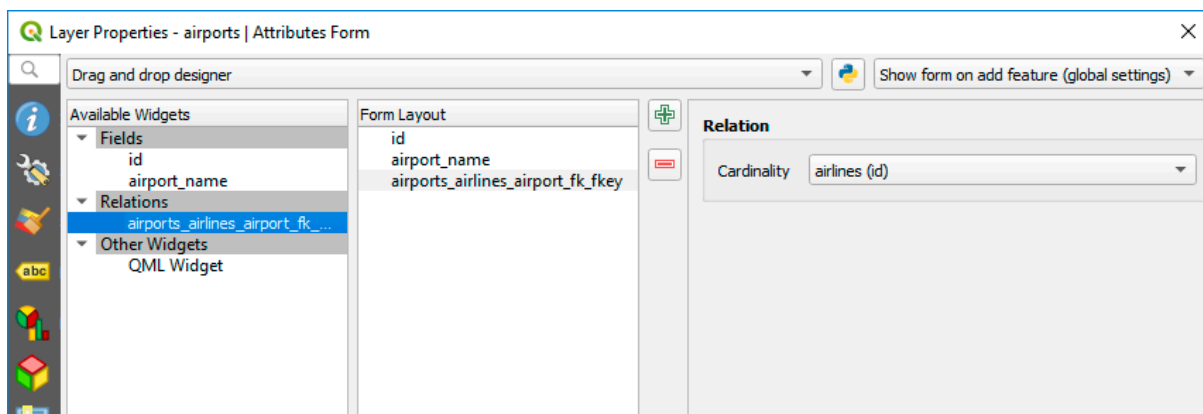 Layer Properties - airports | Attributes Form
Drag and drop designer
Show form on add feature (global settings)
Available Widgets
Fields
id
airport_name
Relations
airports_airlines_airport_fk_...
Other Widgets
QML Widget
Form Layout
id
airport_name
airports_airlines_airport_fk_fkey
Relation
Cardinality airlines (id)
abc